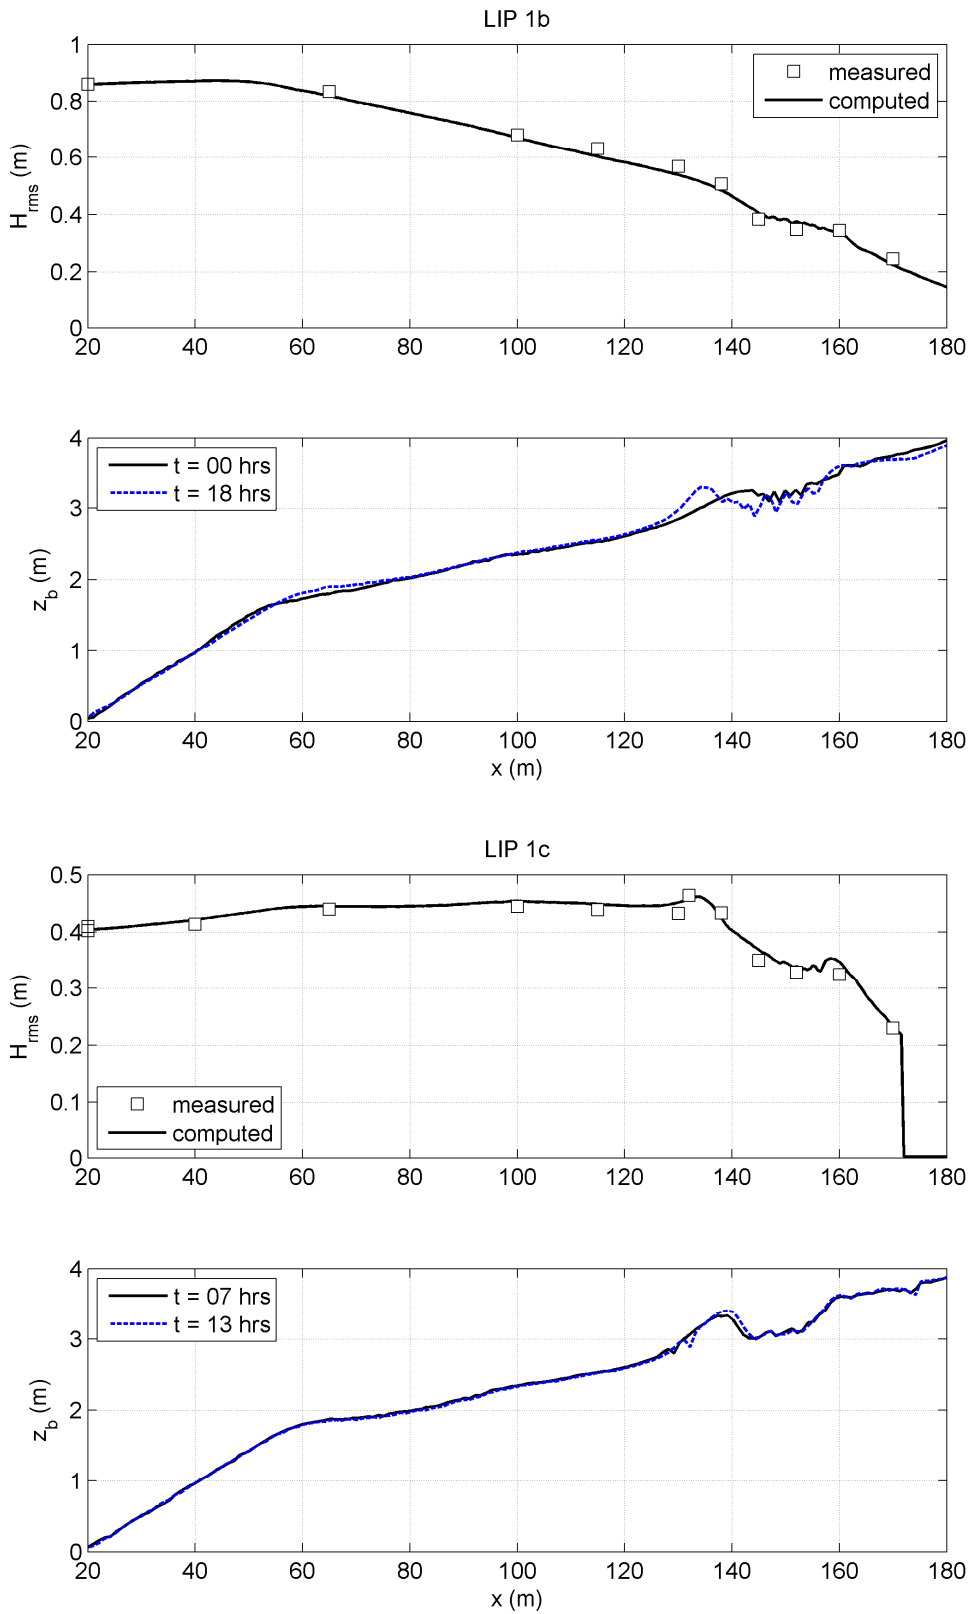 LIP 1b
1
0.8
0.6
0.4
0.2
0
H_rms (m)
measured
computed
20 40 60 80 100 120 140 160 180
4
3
2
1
0
z_b (m)
t = 00 hrs
t = 18 hrs
20 40 60 80 100 120 140 160 180
x (m)
LIP 1c
0.5
0.4
0.3
0.2
0.1
0
H_rms (m)
measured
computed
20 40 60 80 100 120 140 160 180
4
3
2
1
0
z_b (m)
t = 07 hrs
t = 13 hrs
20 40 60 80 100 120 140 160 180
x (m)